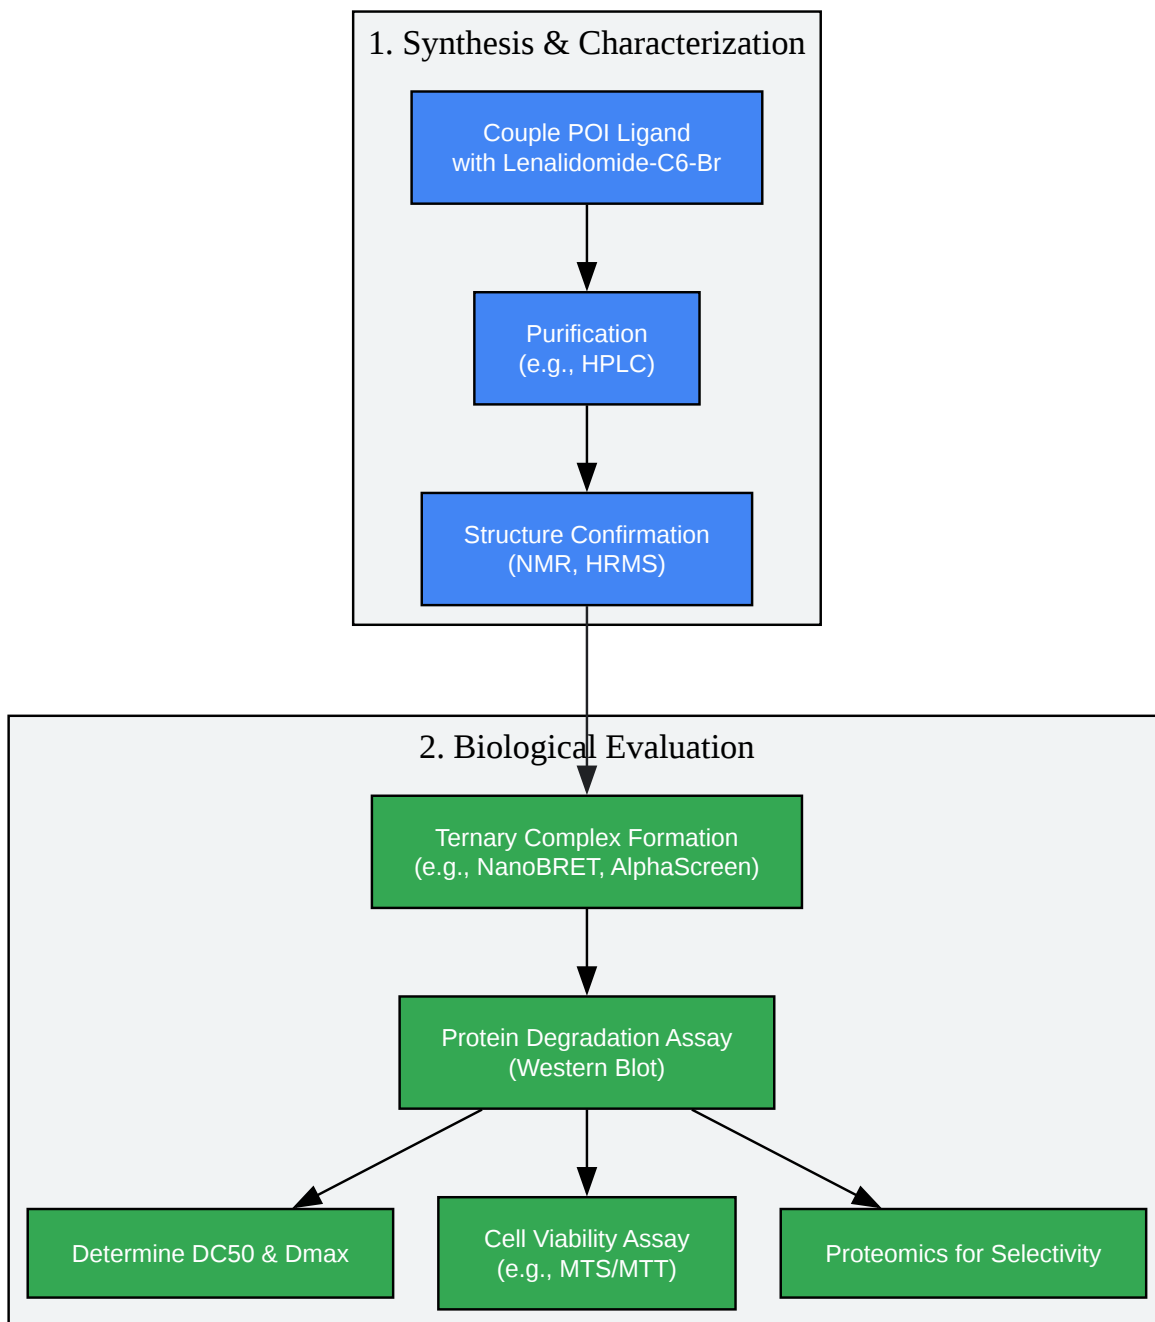 1. Synthesis & Characterization
Couple POI Ligand
with Lenalidomide-C6-Br
Purification
(e.g., HPLC)
Structure Confirmation
(NMR, HRMS)
2. Biological Evaluation
Ternary Complex Formation
(e.g., NanoBRET, AlphaScreen)
Protein Degradation Assay
(Western Blot)
Determine DC50 & Dmax
Cell Viability Assay
(e.g., MTS/MTT)
Proteomics for Selectivity